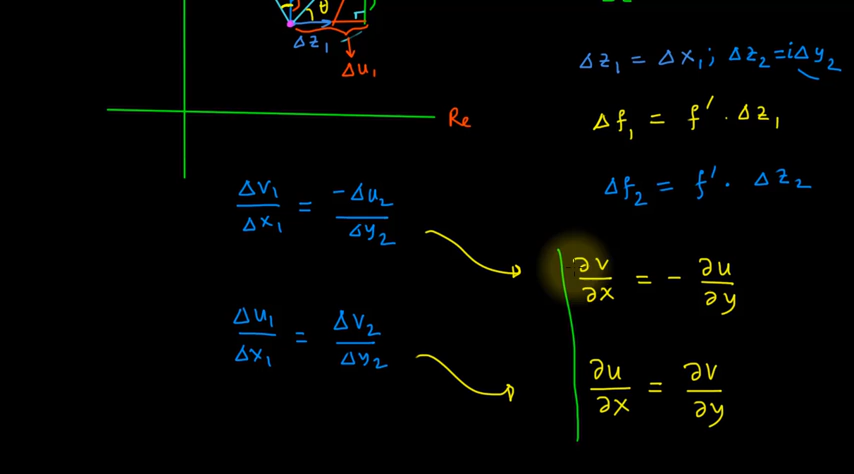 θ
Δz₁
Δu₁
Re
Δz₁ = Δx₁; Δz₂ = iΔy₂
Δf₁ = f′ · Δz₁
Δf₂ = f′ · Δz₂
Δv₁/Δx₁ = -Δu₂/Δy₂
∂v/∂x = - ∂u/∂y
Δu₁/Δx₁ = Δv₂/Δy₂
∂u/∂x = ∂v/∂y